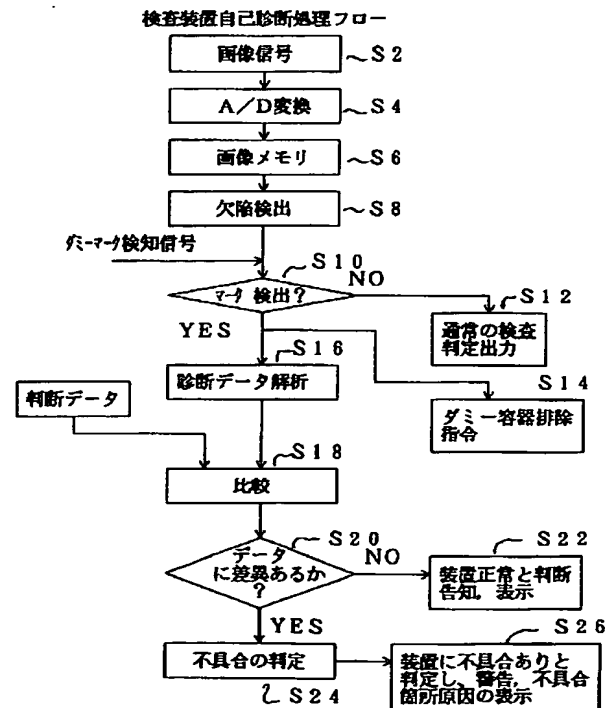 検査装置自己診断処理フロー
画像信号
S2
A/D変換
S4
画像メモリ
S6
欠陥検出
S8
ダミーマーク検知信号
S10
マーク 検出?
NO
YES
S12
通常の検査
判定出力
S16
診断データ解析
S14
ダミー容器排除
指令
判断データ
S18
比較
S20
データ
に差異あるか
?
NO
S22
装置正常と判断
告知，表示
YES
不具合の判定
S24
S26
装置に不具合ありと
判定し、警告，不具合
箇所原因の表示